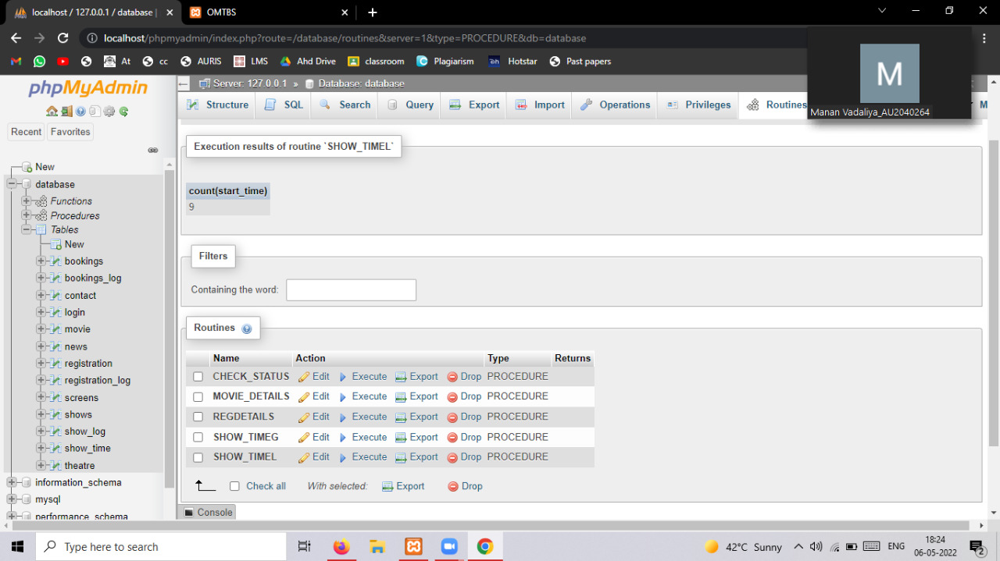 localhost / 127.0.0.1 / database |
OMTBS
localhost/phpmyadmin/index.php?route=/database/routines&server=1&type=PROCEDURE&db=database
At
cc
AURIS
LMS
Ahd Drive
classroom
Plagiarism
Hotstar
Past papers
M
Manan Vadaliya_AU2040264
phpMyAdmin
Recent
Favorites
New
database
Functions
Procedures
Tables
New
bookings
bookings_log
contact
login
movie
news
registration
registration_log
screens
shows
show_log
show_time
theatre
information_schema
mysql
performance_schema
Server: 127.0.0.1 » Database: database
Structure SQL Search Query Export Import Operations Privileges Routines M
Execution results of routine `SHOW_TIMEL`
count(start_time)
9
Filters
Containing the word:
Routines
Name Action Type Returns
CHECK_STATUS Edit Execute Export Drop PROCEDURE
MOVIE_DETAILS Edit Execute Export Drop PROCEDURE
REGDETAILS Edit Execute Export Drop PROCEDURE
SHOW_TIMEG Edit Execute Export Drop PROCEDURE
SHOW_TIMEL Edit Execute Export Drop PROCEDURE
Check all With selected: Export Drop
Console
Type here to search
42°C Sunny
ENG
18:24
06-05-2022
2